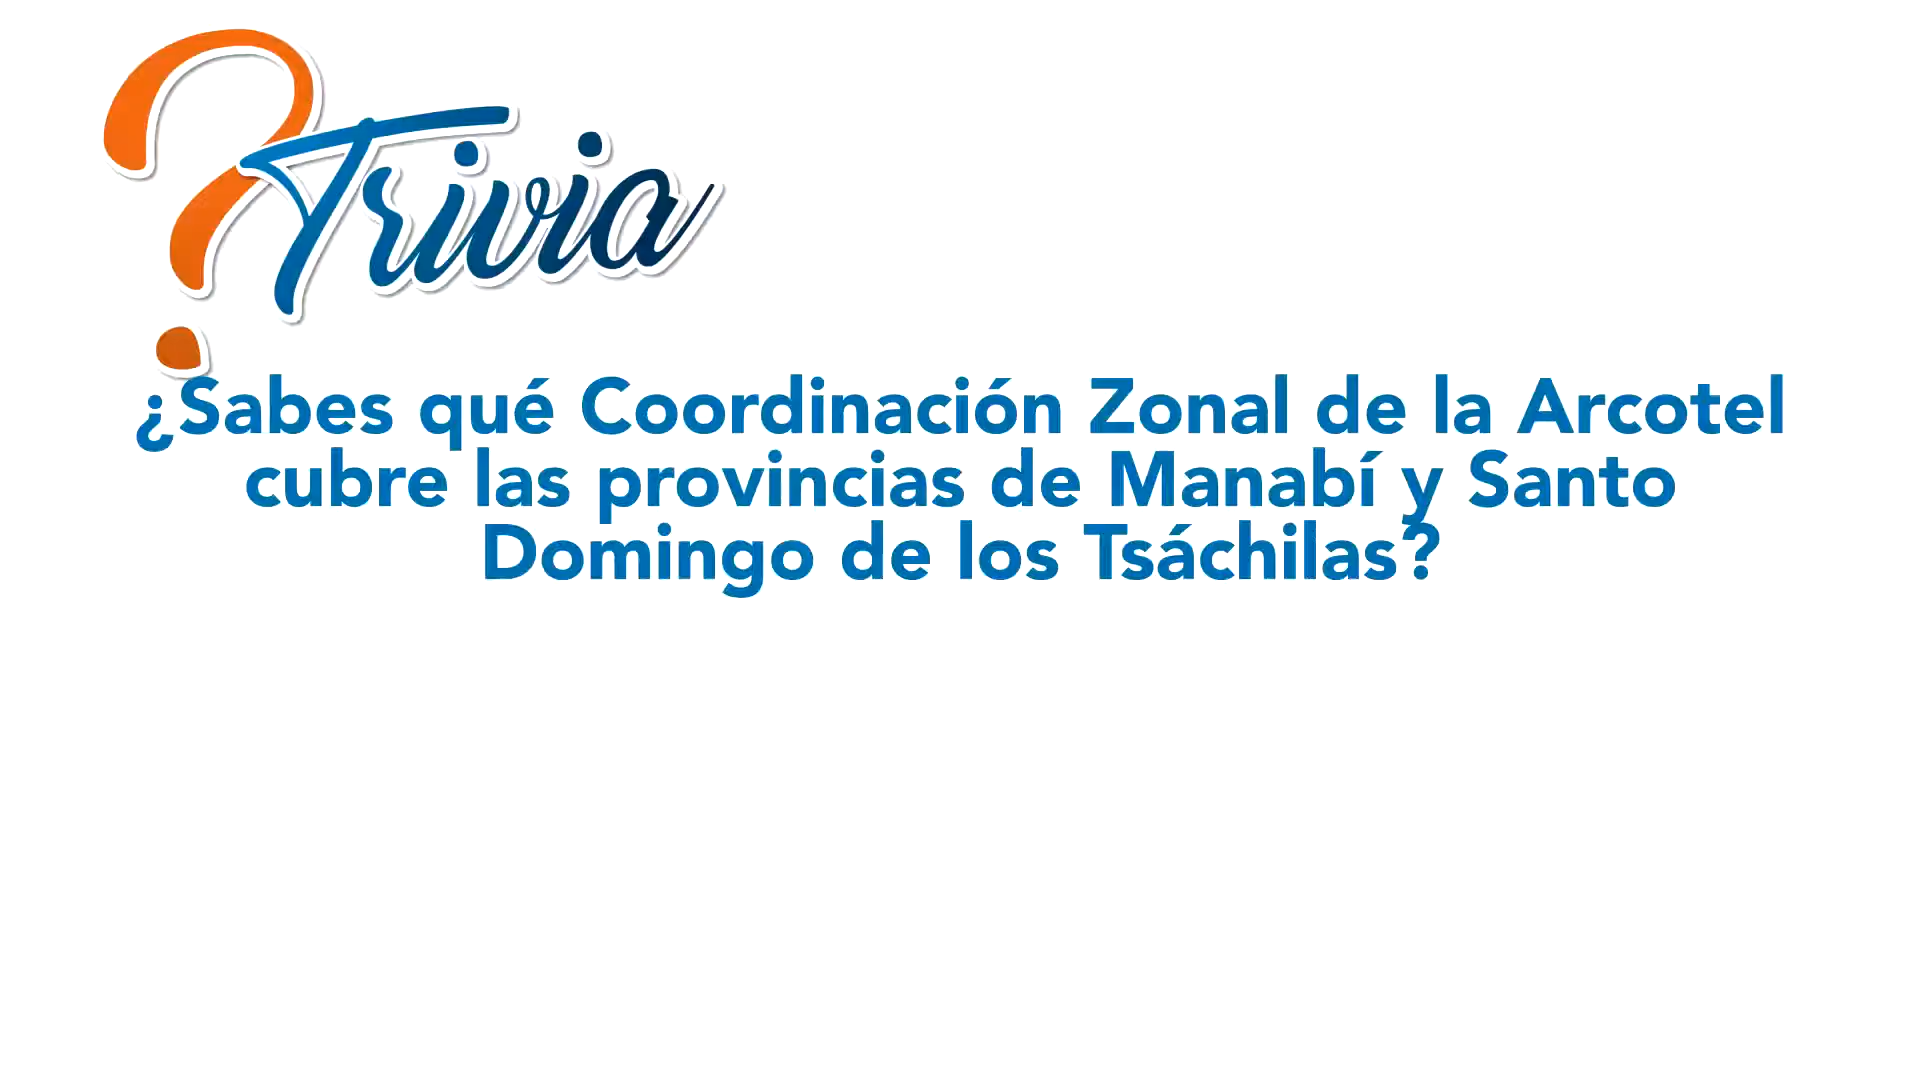 Trivia
¿Sabes qué Coordinación Zonal de la Arcotel
cubre las provincias de Manabí y Santo
Domingo de los Tsáchilas?